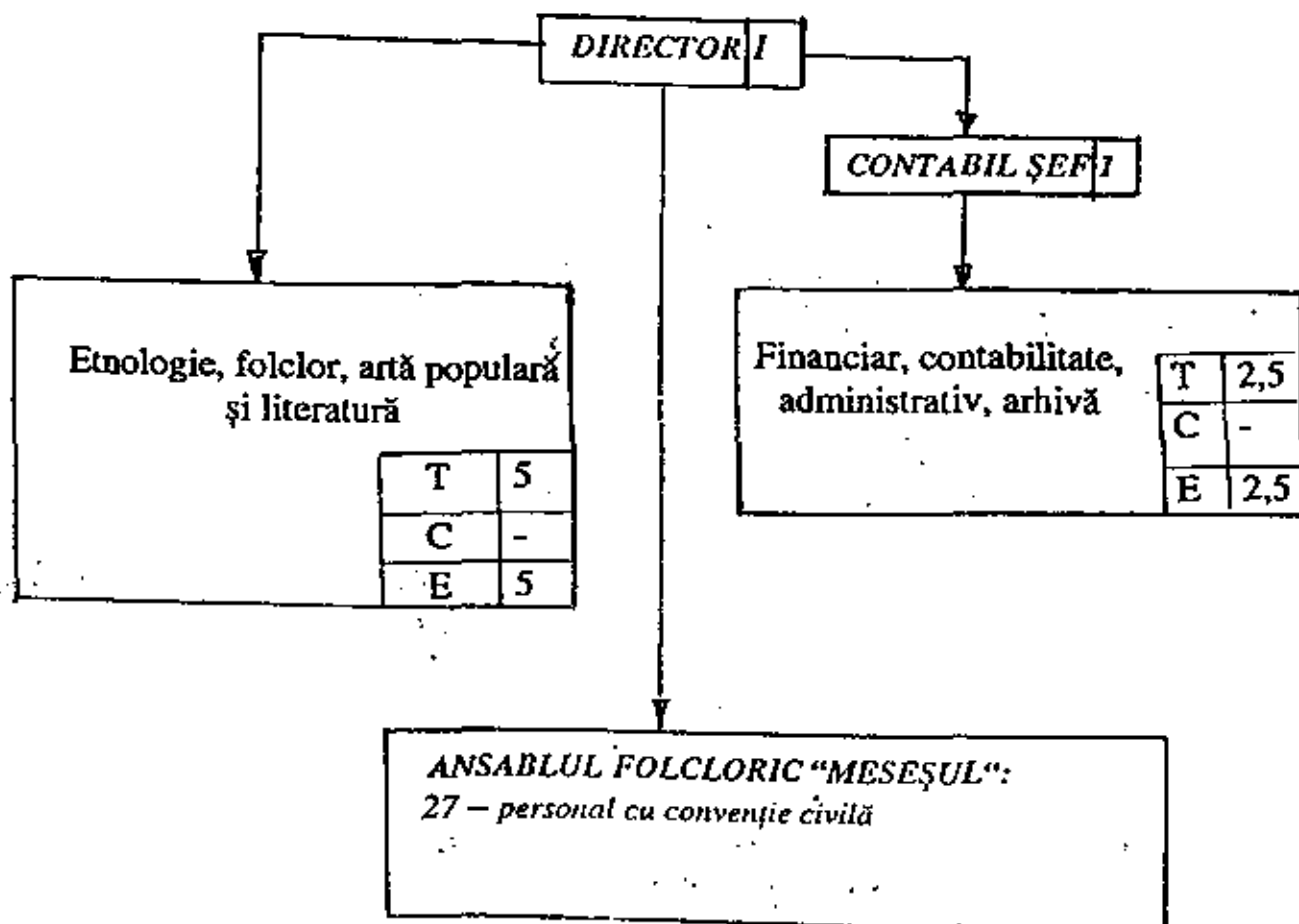 DIRECTOR I
CONTABIL ŞEF I
Etnologie, folclor, artă populară
şi literatură
T 5
C -
E 5
Financiar, contabilitate,
administrativ, arhivă
T 2,5
C -
E 2,5
ANSABLUL FOLCLORIC “MESEŞUL“:
27 – personal cu convenţie civilă